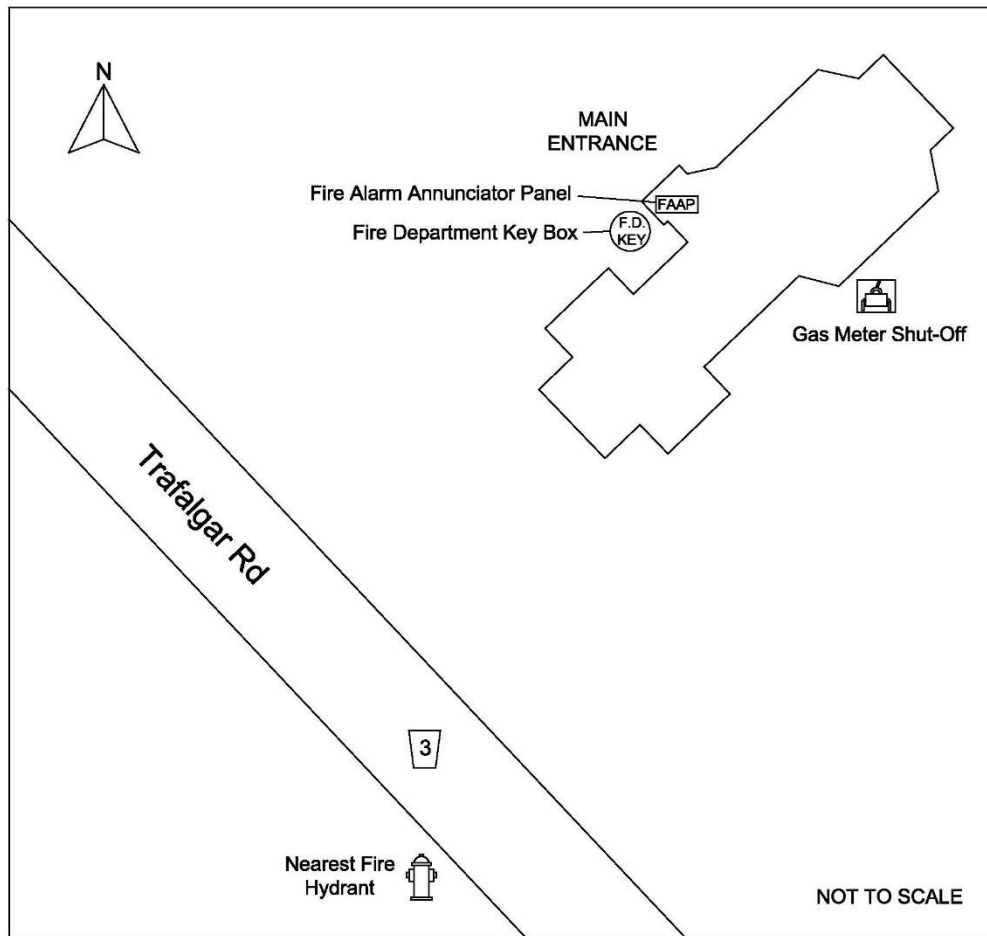 N
MAIN
ENTRANCE
Fire Alarm Annunciator Panel
FAAP
Fire Department Key Box
F.D.
KEY
Gas Meter Shut-Off
Trafalgar Rd
3
Nearest Fire
Hydrant
NOT TO SCALE